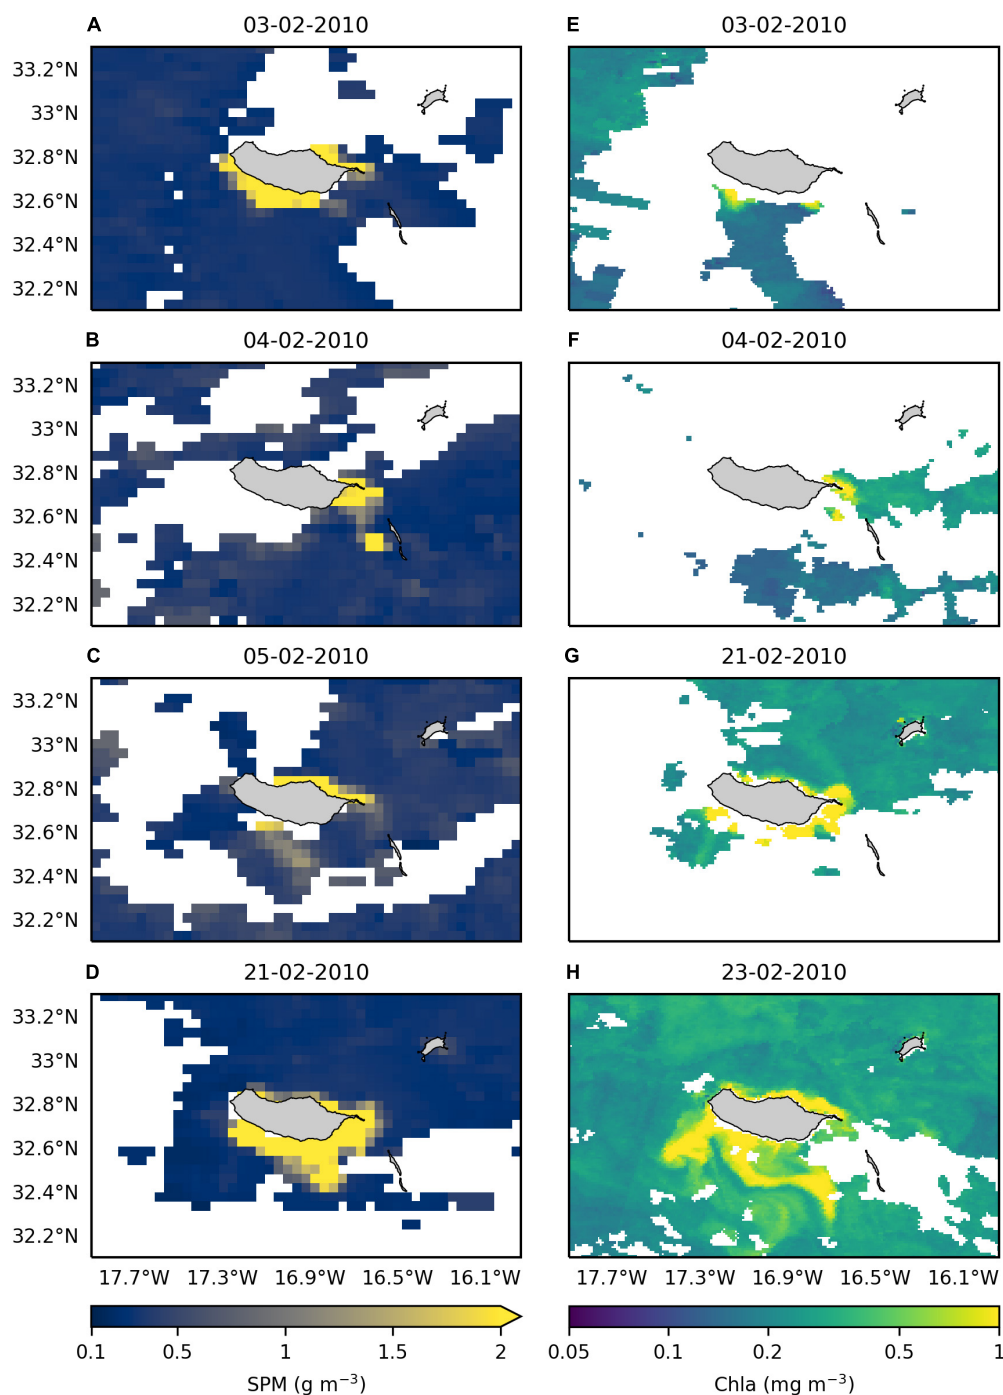 A 03-02-2010
E 03-02-2010
33.2°N
33°N
32.8°N
32.6°N
32.4°N
32.2°N
B 04-02-2010
F 04-02-2010
33.2°N
33°N
32.8°N
32.6°N
32.4°N
32.2°N
C 05-02-2010
G 21-02-2010
33.2°N
33°N
32.8°N
32.6°N
32.4°N
32.2°N
D 21-02-2010
H 23-02-2010
33.2°N
33°N
32.8°N
32.6°N
32.4°N
32.2°N
17.7°W 17.3°W 16.9°W 16.5°W 16.1°W
17.7°W 17.3°W 16.9°W 16.5°W 16.1°W
0.1 0.5 1 1.5 2
SPM (g m⁻³)
0.05 0.1 0.2 0.5 1
Chla (mg m⁻³)